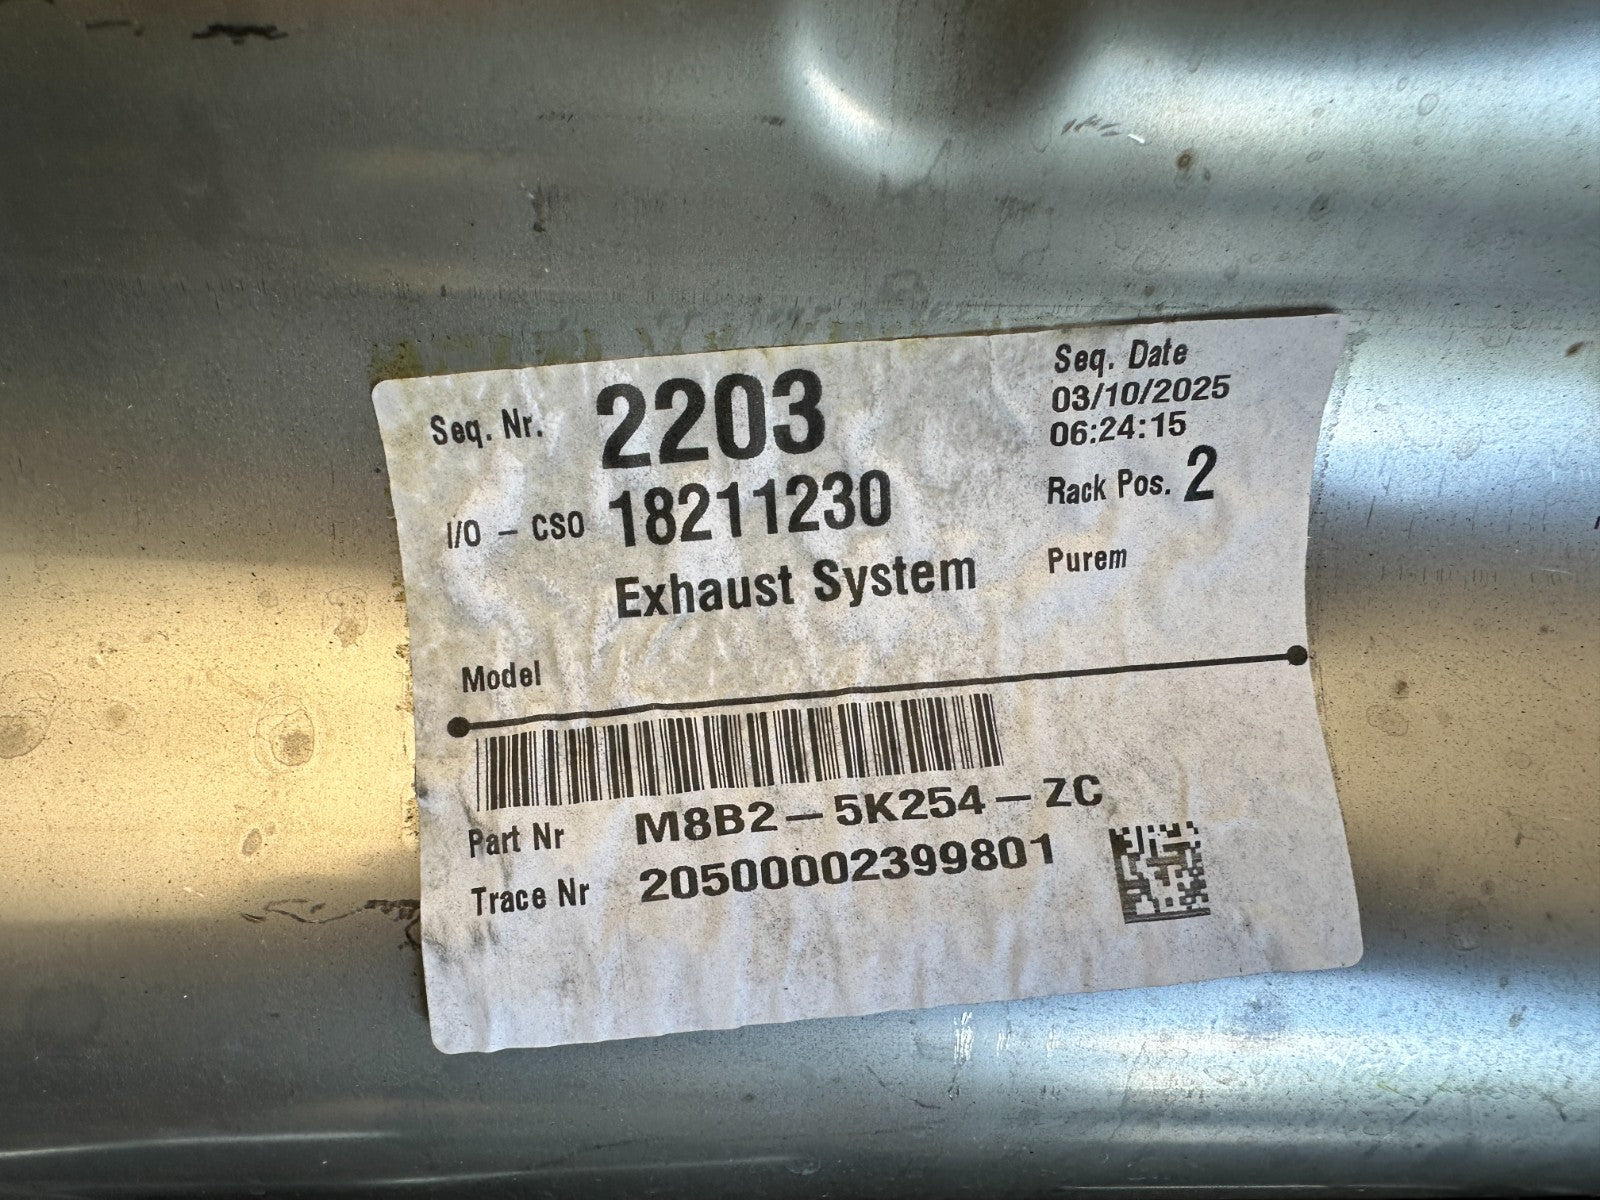 Seq. Nr. 2203
Seq. Date
03/10/2025
06:24:15
I/O - CSO 18211230
Rack Pos. 2
Exhaust System
Purem
Model
Part Nr M8B2-5K254-ZC
Trace Nr 20500002399801